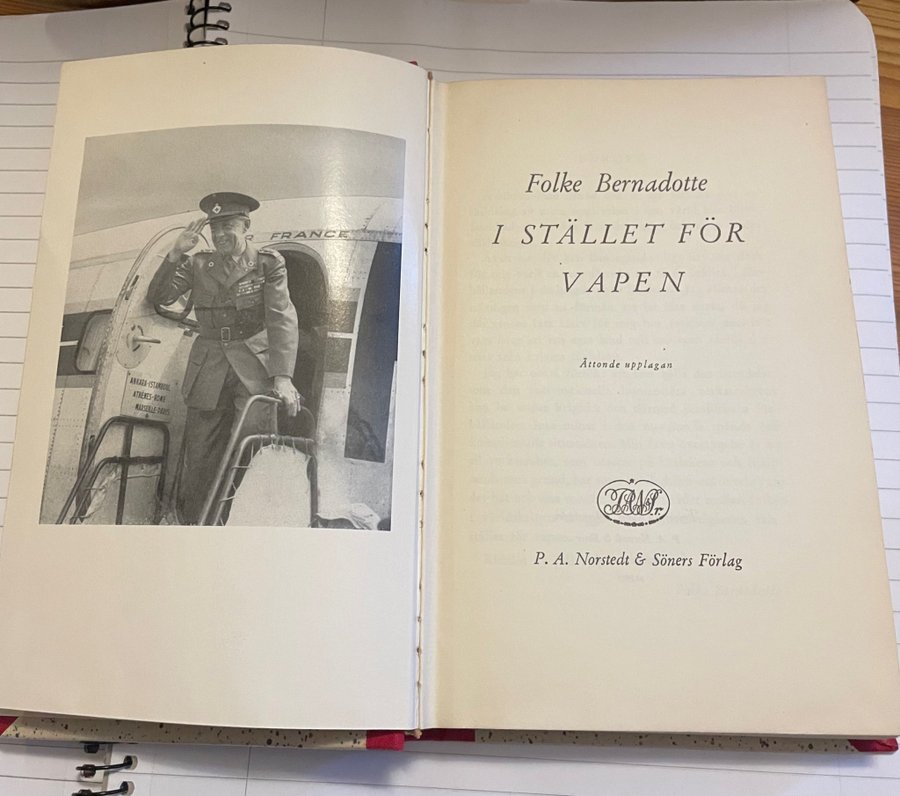 R FRANCE
ANKARA-ISTANBUL
ATHENES-ROME
MARSEILLE-PARIS
Folke Bernadotte
I STÄLLET FÖR
VAPEN
Åttonde upplagan
P. A. Norstedt & Söners Förlag